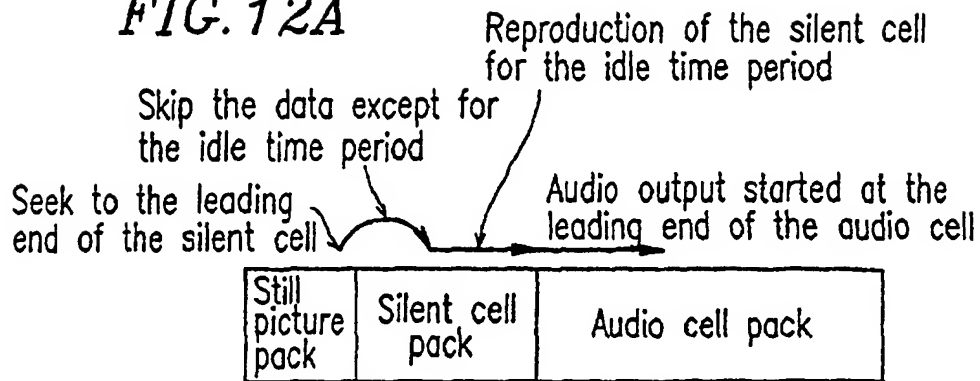 FIG. 12A
Reproduction of the silent cell
for the idle time period
Skip the data except for
the idle time period
Seek to the leading
end of the silent cell
Audio output started at the
leading end of the audio cell
Still
picture
pack
Silent cell
pack
Audio cell pack